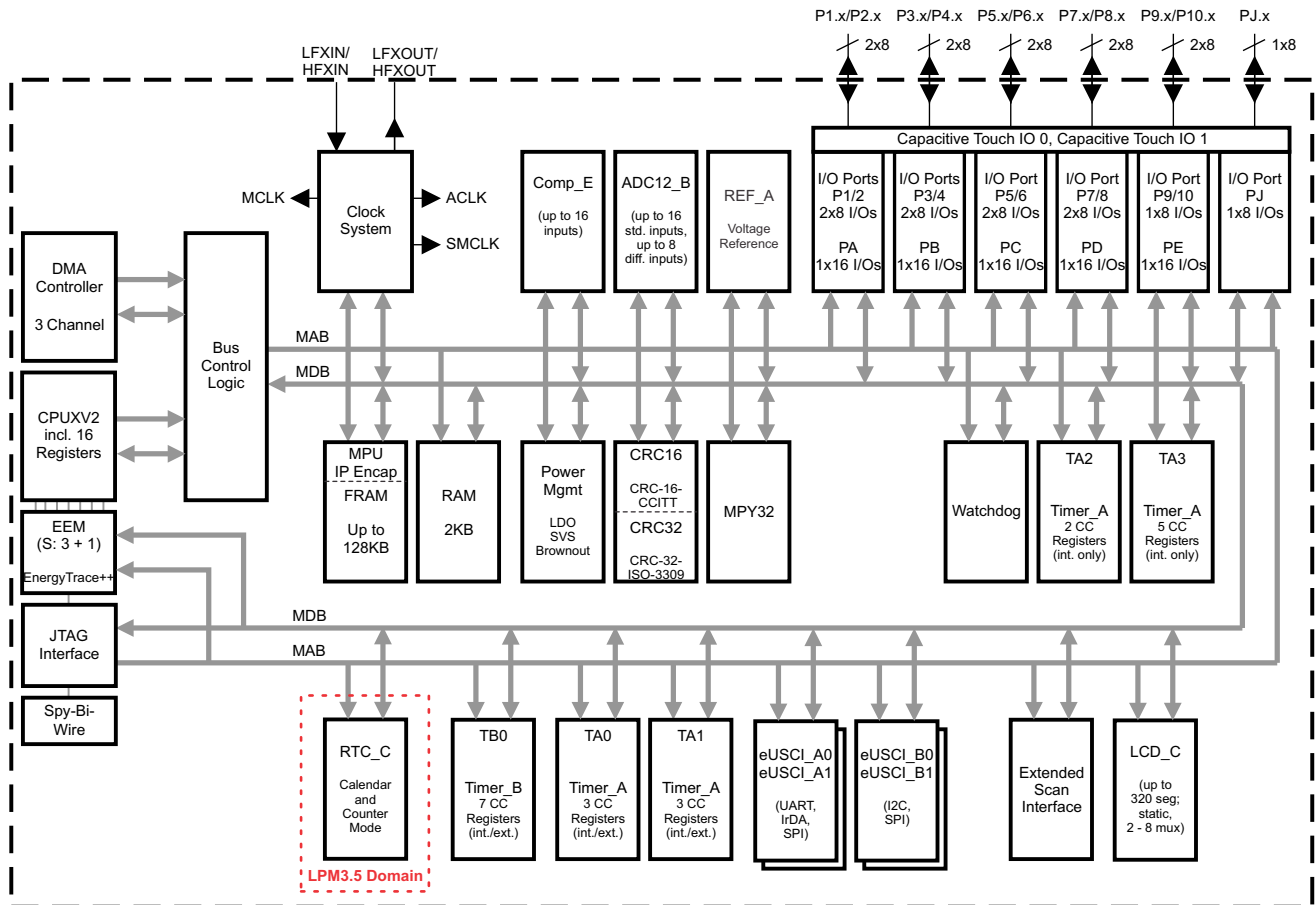 P1.x/P2.x
P3.x/P4.x
P5.x/P6.x
P7.x/P8.x
P9.x/P10.x
PJ.x
2x8
2x8
2x8
2x8
2x8
1x8
LFXIN/
HFXIN
LFXOUT/
HFXOUT
Capacitive Touch IO 0, Capacitive Touch IO 1
MCLK
Clock
System
ACLK
SMCLK
Comp_E
(up to 16
inputs)
ADC12_B
(up to 16
std. inputs,
up to 8
diff. inputs)
REF_A
Voltage
Reference
I/O Ports
P1/2
2x8 I/Os
PA
1x16 I/Os
I/O Ports
P3/4
2x8 I/Os
PB
1x16 I/Os
I/O Port
P5/6
2x8 I/Os
PC
1x16 I/Os
I/O Port
P7/8
2x8 I/Os
PD
1x16 I/Os
I/O Port
P9/10
1x8 I/Os
PE
1x16 I/Os
I/O Port
PJ
1x8 I/Os
DMA
Controller
3 Channel
Bus
Control
Logic
MAB
MDB
CPUXV2
incl. 16
Registers
EEM
(S: 3 + 1)
EnergyTrace++
JTAG
Interface
Spy-Bi-
Wire
MPU
IP Encap
FRAM
Up to
128KB
RAM
2KB
Power
Mgmt
LDO
SVS
Brownout
CRC16
CRC-16-
CCITT
CRC32
CRC-32-
ISO-3309
MPY32
Watchdog
TA2
Timer_A
2 CC
Registers
(int. only)
TA3
Timer_A
5 CC
Registers
(int. only)
MDB
MAB
RTC_C
Calendar
and
Counter
Mode
LPM3.5 Domain
TB0
Timer_B
7 CC
Registers
(int./ext.)
TA0
Timer_A
3 CC
Registers
(int./ext.)
TA1
Timer_A
3 CC
Registers
(int./ext.)
eUSCI_A0
eUSCI_A1
(UART,
IrDA,
SPI)
eUSCI_B0
eUSCI_B1
(I2C,
SPI)
Extended
Scan
Interface
LCD_C
(up to
320 seg;
static,
2 - 8 mux)